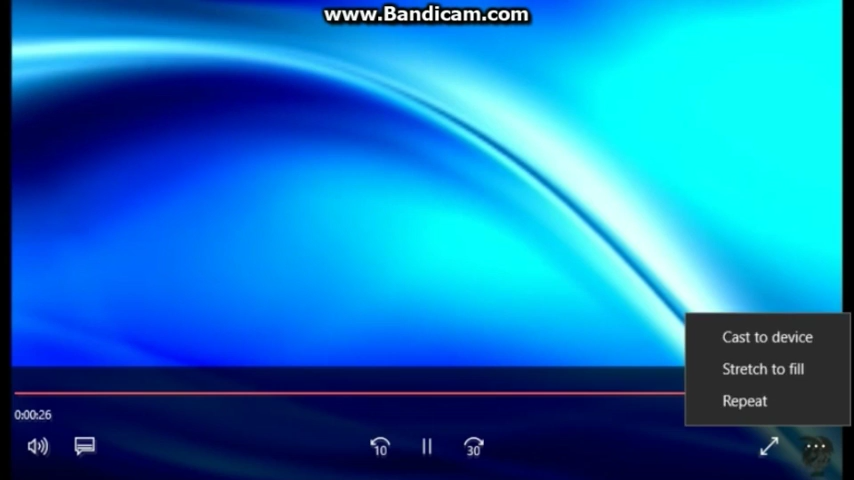 www.Bandicam.com
Cast to device
Stretch to fill
Repeat
0:00:26
10
30